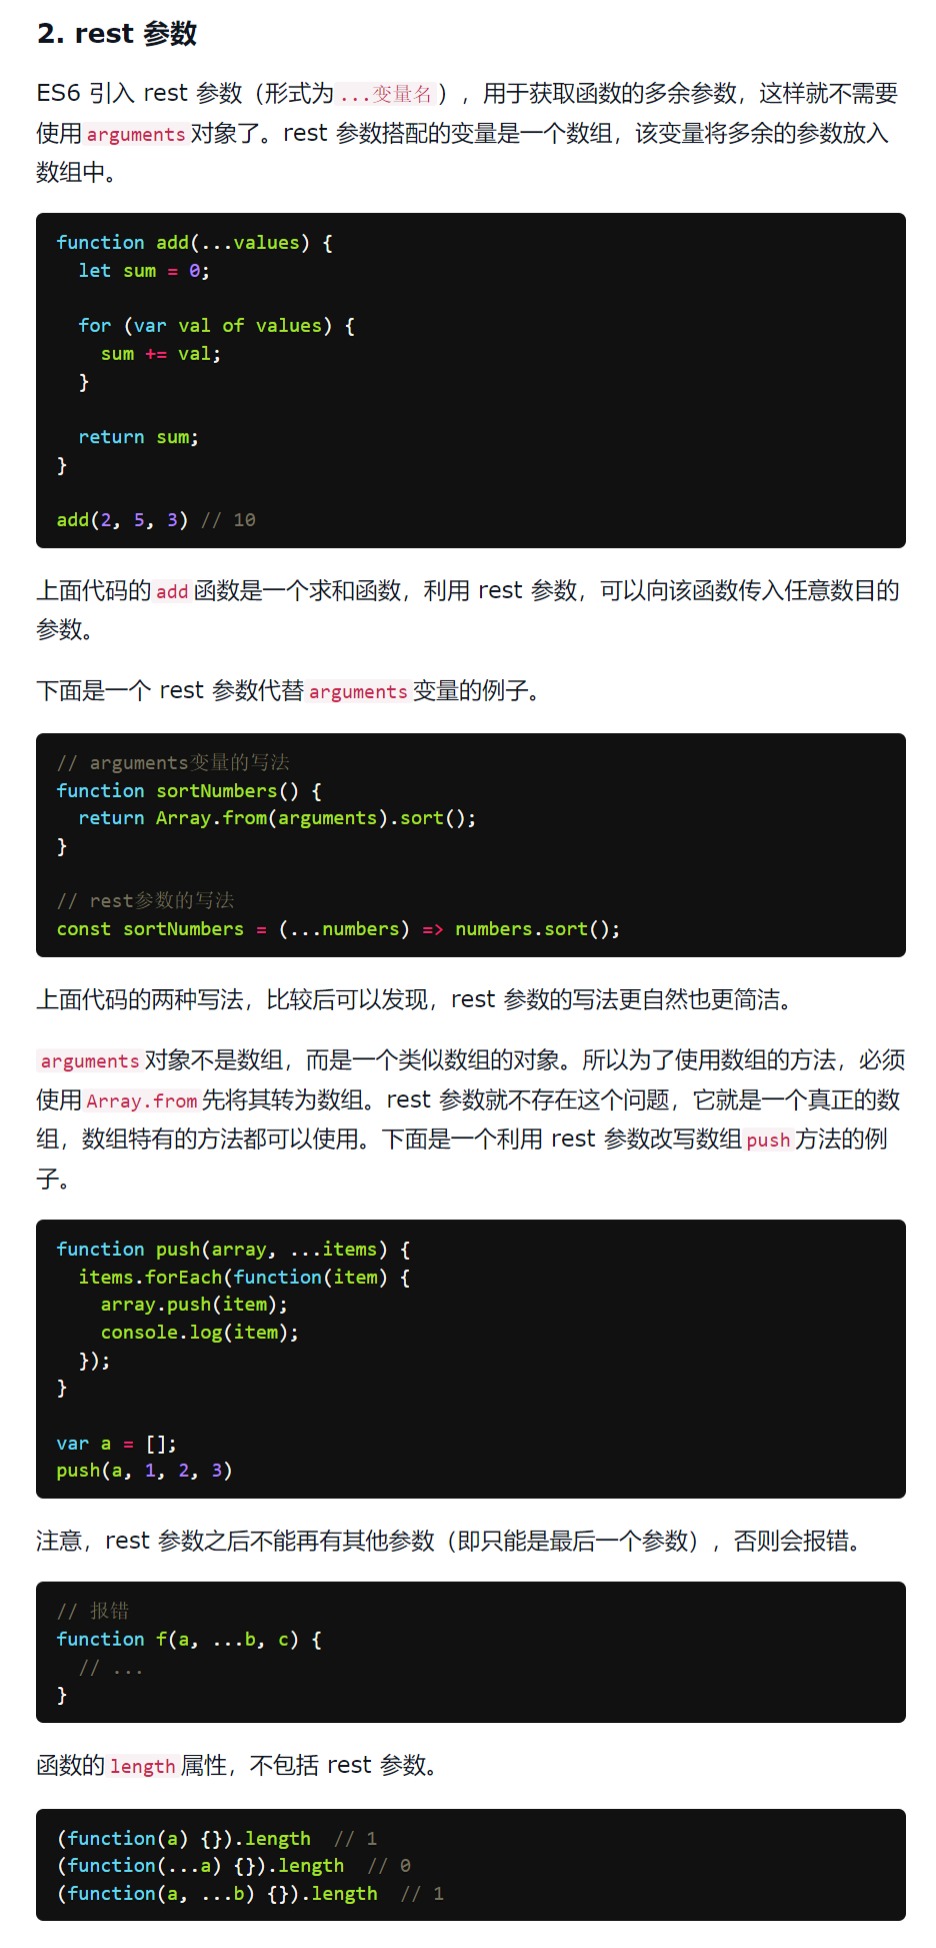 2. rest 参数
ES6 引入 rest 参数（形式为...变量名），用于获取函数的多余参数，这样就不需要
使用arguments对象了。rest 参数搭配的变量是一个数组，该变量将多余的参数放入
数组中。
function add(...values) {
  let sum = 0;
  for (var val of values) {
    sum += val;
  }
  return sum;
}
add(2, 5, 3) // 10
上面代码的add函数是一个求和函数，利用 rest 参数，可以向该函数传入任意数目的
参数。
下面是一个 rest 参数代替arguments变量的例子。
// arguments变量的写法
function sortNumbers() {
  return Array.from(arguments).sort();
}
// rest参数的写法
const sortNumbers = (...numbers) => numbers.sort();
上面代码的两种写法，比较后可以发现，rest 参数的写法更自然也更简洁。
arguments对象不是数组，而是一个类似数组的对象。所以为了使用数组的方法，必须
使用Array.from先将其转为数组。rest 参数就不存在这个问题，它就是一个真正的数
组，数组特有的方法都可以使用。下面是一个利用 rest 参数改写数组push方法的例
子。
function push(array, ...items) {
  items.forEach(function(item) {
    array.push(item);
    console.log(item);
  });
}
var a = [];
push(a, 1, 2, 3)
注意，rest 参数之后不能再有其他参数（即只能是最后一个参数），否则会报错。
// 报错
function f(a, ...b, c) {
  // ...
}
函数的length属性，不包括 rest 参数。
(function(a) {}).length  // 1
(function(...a) {}).length  // 0
(function(a, ...b) {}).length  // 1